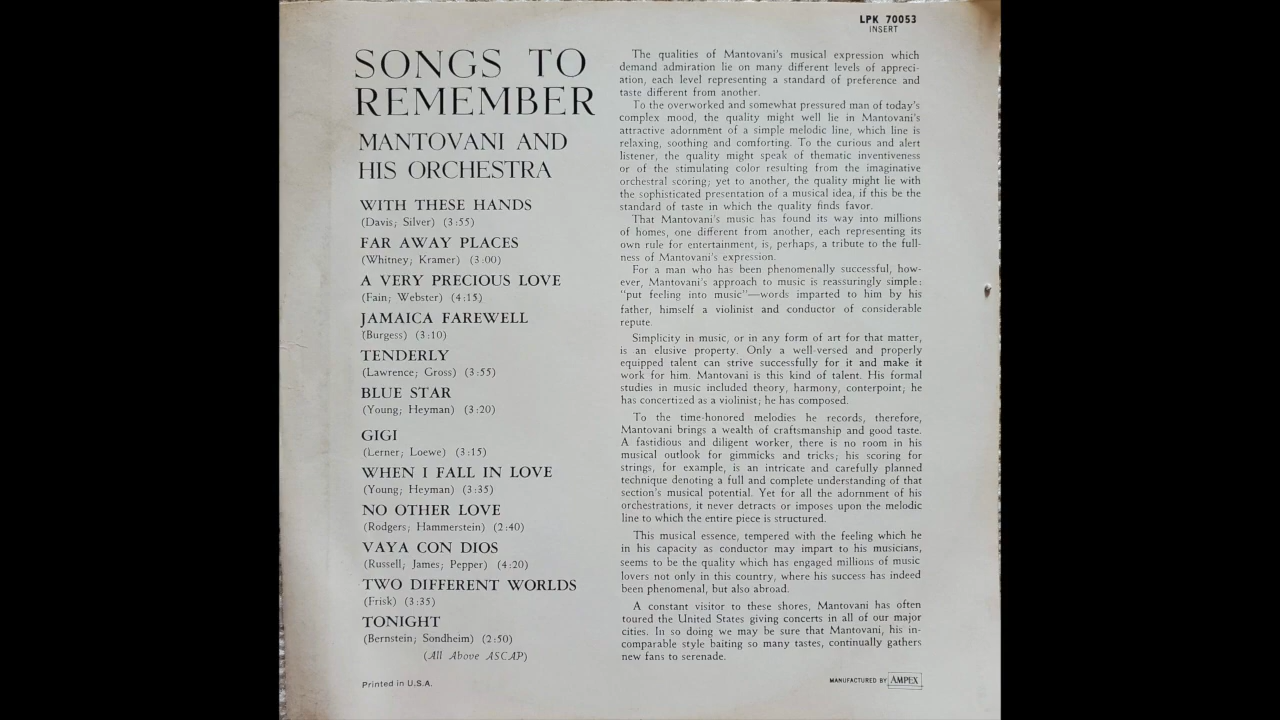 LPK 70053
INSERT
SONGS TO
REMEMBER
MANTOVANI AND
HIS ORCHESTRA
WITH THESE HANDS
(Davis; Silver) (3:55)
FAR AWAY PLACES
(Whitney; Kramer) (3:00)
A VERY PRECIOUS LOVE
(Fain; Webster) (4:15)
JAMAICA FAREWELL
(Burgess) (3:10)
TENDERLY
(Lawrence; Gross) (3:55)
BLUE STAR
(Young; Heyman) (3:20)
GIGI
(Lerner; Loewe) (3:15)
WHEN I FALL IN LOVE
(Young; Heyman) (3:35)
NO OTHER LOVE
(Rodgers; Hammerstein) (2:40)
VAYA CON DIOS
(Russell; James; Pepper) (4:20)
TWO DIFFERENT WORLDS
(Frisk) (3:35)
TONIGHT
(Bernstein; Sondheim) (2:50)
(All Above ASCAP)
Printed in U.S.A.
The qualities of Mantovani's musical expression which
demand admiration lie on many different levels of appreci-
ation, each level representing a standard of preference and
taste different from another.
To the overworked and somewhat pressured man of today's
complex mood, the quality might well lie in Mantovani's
attractive adornment of a simple melodic line, which line is
relaxing, soothing and comforting. To the curious and alert
listener, the quality might speak of thematic inventiveness
or of the stimulating color resulting from the imaginative
orchestral scoring; yet to another, the quality might lie with
the sophisticated presentation of a musical idea, if this be the
standard of taste in which the quality finds favor.
That Mantovani's music has found its way into millions
of homes, one different from another, each representing its
own rule for entertainment, is, perhaps, a tribute to the full-
ness of Mantovani's expression.
For a man who has been phenomenally successful, how-
ever, Mantovani's approach to music is reassuringly simple:
"put feeling into music"—words imparted to him by his
father, himself a violinist and conductor of considerable
repute.
Simplicity in music, or in any form of art for that matter,
is an elusive property. Only a well-versed and properly
equipped talent can strive successfully for it and make it
work for him. Mantovani is this kind of talent. His formal
studies in music included theory, harmony, conterpoint; he
has concertized as a violinist; he has composed.
To the time-honored melodies he records, therefore,
Mantovani brings a wealth of craftsmanship and good taste.
A fastidious and diligent worker, there is no room in his
musical outlook for gimmicks and tricks; his scoring for
strings, for example, is an intricate and carefully planned
technique denoting a full and complete understanding of that
section's musical potential. Yet for all the adornment of his
orchestrations, it never detracts or imposes upon the melodic
line to which the entire piece is structured.
This musical essence, tempered with the feeling which he
in his capacity as conductor may impart to his musicians,
seems to be the quality which has engaged millions of music
lovers not only in this country, where his success has indeed
been phenomenal, but also abroad.
A constant visitor to these shores, Mantovani has often
toured the United States giving concerts in all of our major
cities. In so doing we may be sure that Mantovani, his in-
comparable style baiting so many tastes, continually gathers
new fans to serenade.
MANUFACTURED BY AMPEX